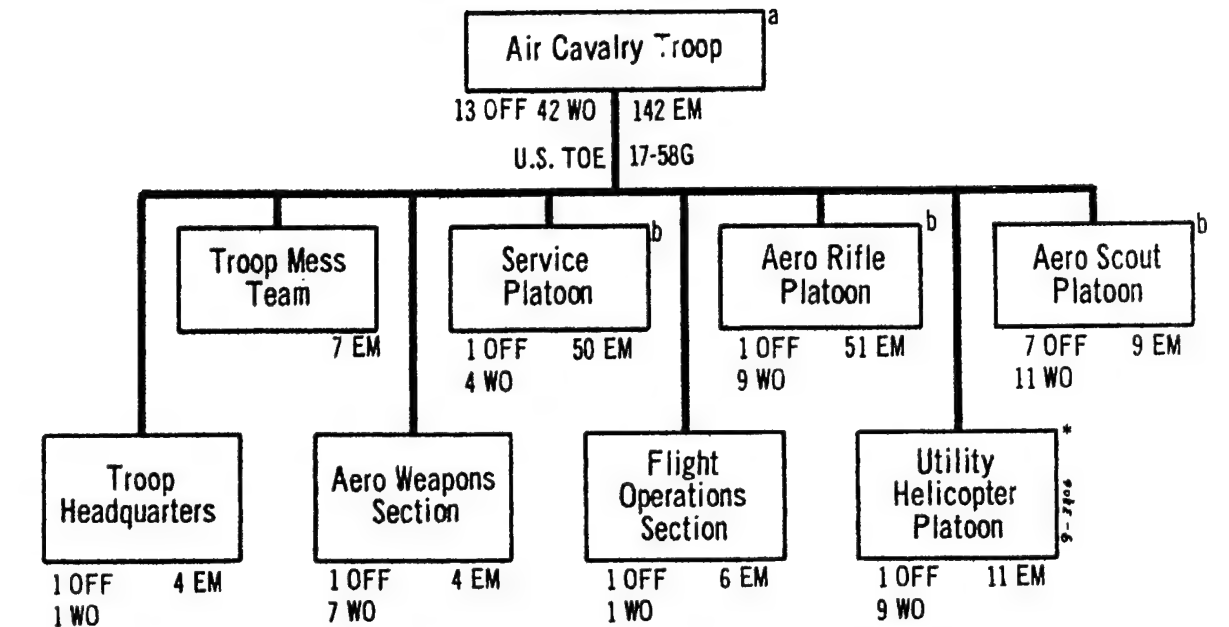 Air Cavalry Troop a
13 OFF 42 WO 142 EM
U.S. TOE 17-58G
Troop Mess
Team
7 EM
Service
Platoon
b
1 OFF 50 EM
4 WO
Aero Rifle
Platoon
b
1 OFF 51 EM
9 WO
Aero Scout
Platoon
b
7 OFF 9 EM
11 WO
Troop
Headquarters
1 OFF 4 EM
1 WO
Aero Weapons
Section
1 OFF 4 EM
7 WO
Flight
Operations
Section
1 OFF 6 EM
1 WO
Utility
Helicopter
Platoon
*
1 OFF 11 EM
9 WO